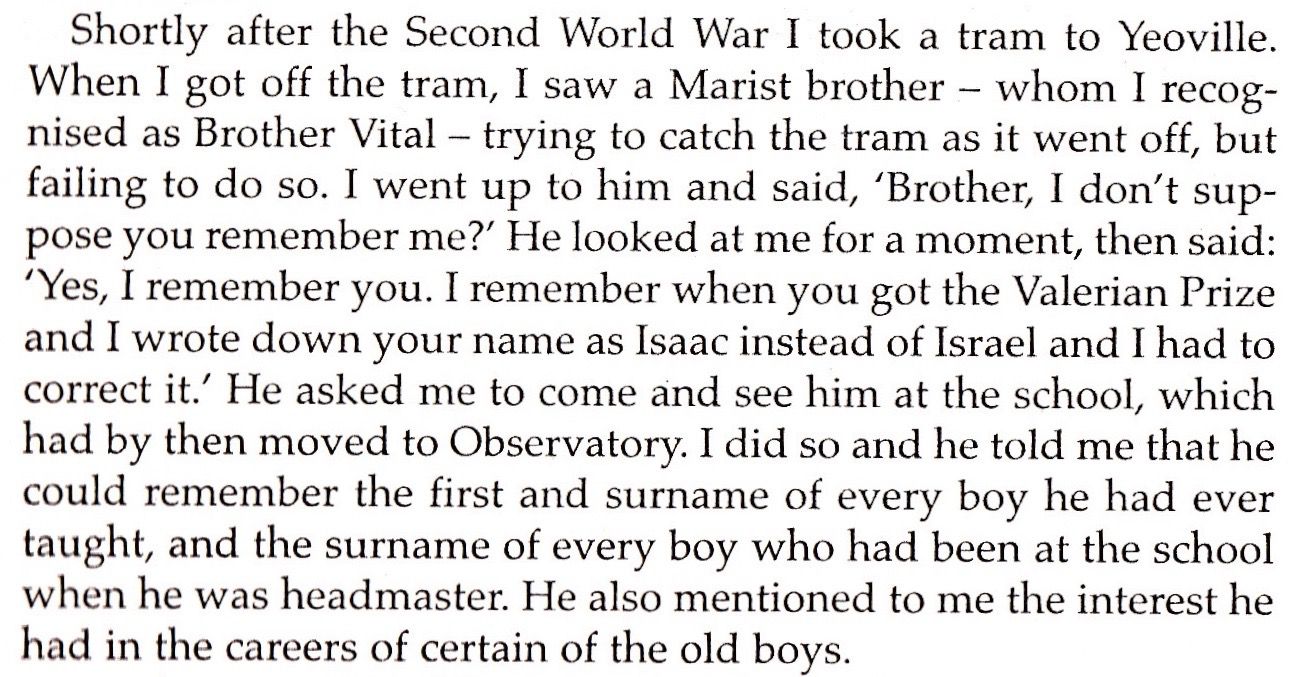 Shortly after the Second World War I took a tram to Yeoville.
When I got off the tram, I saw a Marist brother – whom I recog-
nised as Brother Vital – trying to catch the tram as it went off, but
failing to do so. I went up to him and said, ‘Brother, I don’t sup-
pose you remember me?’ He looked at me for a moment, then said:
‘Yes, I remember you. I remember when you got the Valerian Prize
and I wrote down your name as Isaac instead of Israel and I had to
correct it.’ He asked me to come and see him at the school, which
had by then moved to Observatory. I did so and he told me that he
could remember the first and surname of every boy he had ever
taught, and the surname of every boy who had been at the school
when he was headmaster. He also mentioned to me the interest he
had in the careers of certain of the old boys.